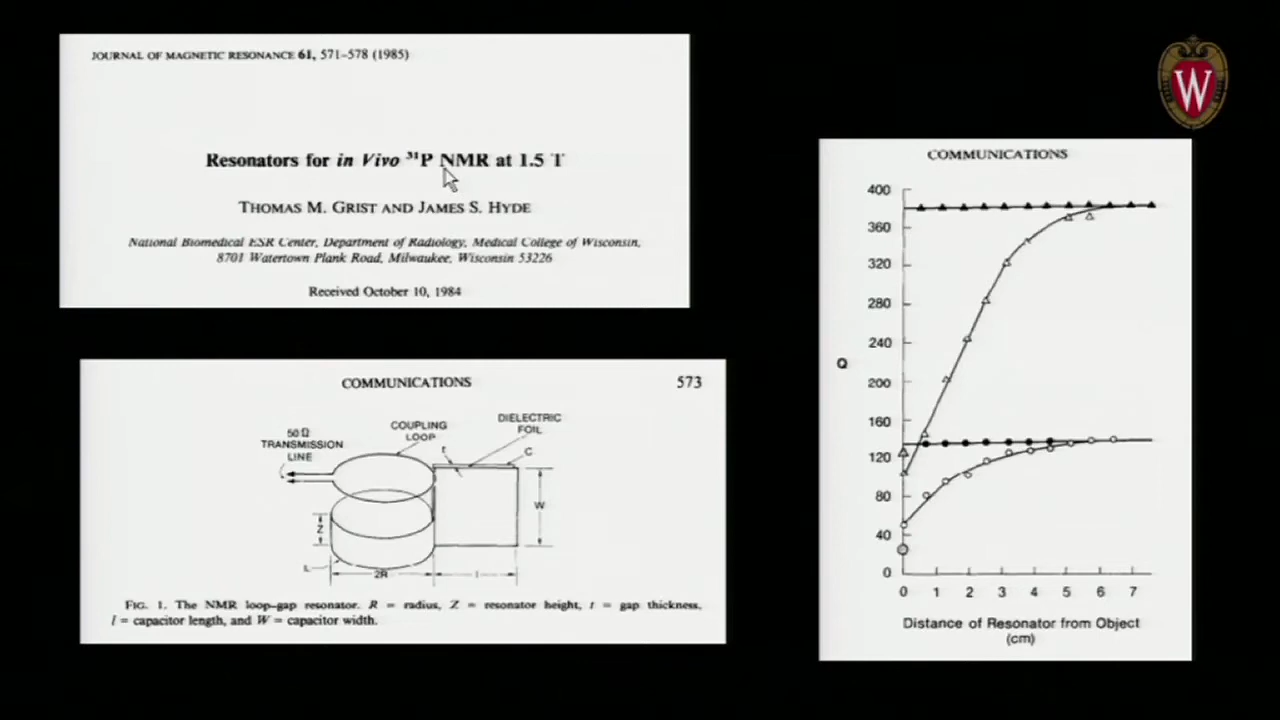 JOURNAL OF MAGNETIC RESONANCE 61, 571–578 (1985)
Resonators for in Vivo ³¹P NMR at 1.5 T
THOMAS M. GRIST AND JAMES S. HYDE
National Biomedical ESR Center, Department of Radiology, Medical College of Wisconsin,
8701 Watertown Plank Road, Milwaukee, Wisconsin 53226
Received October 10, 1984
COMMUNICATIONS 573
50 Ω
TRANSMISSION
LINE
COUPLING
LOOP
DIELECTRIC
FOIL
t
C
W
Z
L
2R
l
FIG. 1. The NMR loop–gap resonator. R = radius, Z = resonator height, t = gap thickness,
l = capacitor length, and W = capacitor width.
W
COMMUNICATIONS
400
360
320
280
240
200
160
120
80
40
0
Q
0 1 2 3 4 5 6 7
Distance of Resonator from Object
(cm)